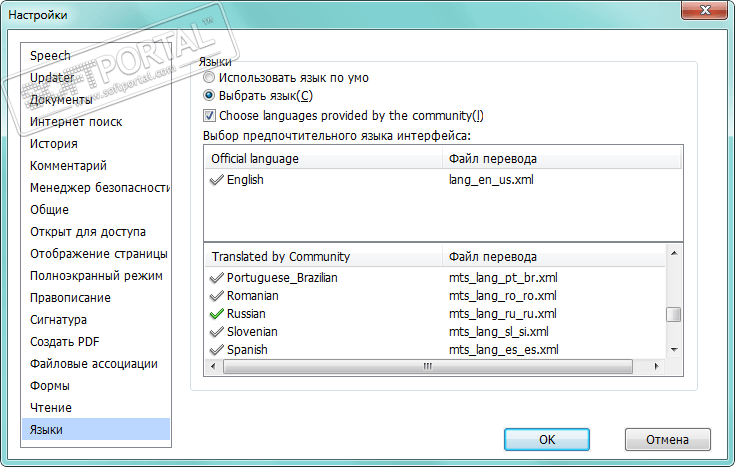 Настройки
SOFTPORTAL™
www.softportal.com
Speech
Updater
Документы
Интернет поиск
История
Комментарий
Менеджер безопасности
Общие
Открыт для доступа
Отображение страницы
Полноэкранный режим
Правописание
Сигнатура
Создать PDF
Файловые ассоциации
Формы
Чтение
Языки
Языки
Использовать язык по умо
Выбрать язык(C)
Choose languages provided by the community(I)
Выбор предпочтительного языка интерфейса:
Official language Файл перевода
English lang_en_us.xml
Translated by Community Файл перевода
Portuguese_Brazilian mts_lang_pt_br.xml
Romanian mts_lang_ro_ro.xml
Russian mts_lang_ru_ru.xml
Slovenian mts_lang_sl_si.xml
Spanish mts_lang_es_es.xml
OK Отмена